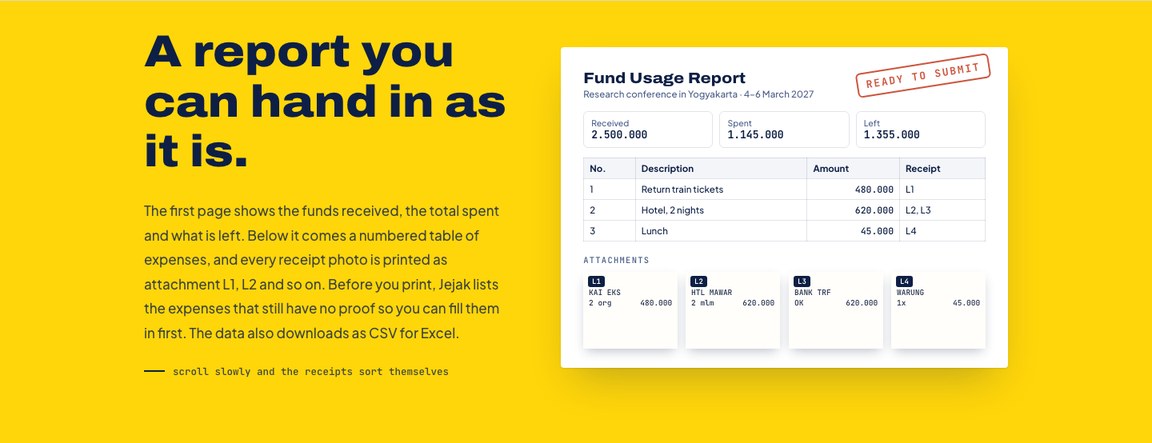 A report you
can hand in as
it is.
The first page shows the funds received, the total spent
and what is left. Below it comes a numbered table of
expenses, and every receipt photo is printed as
attachment L1, L2 and so on. Before you print, Jejak lists
the expenses that still have no proof so you can fill them
in first. The data also downloads as CSV for Excel.
scroll slowly and the receipts sort themselves
Fund Usage Report
READY TO SUBMIT
Research conference in Yogyakarta · 4–6 March 2027
Received Spent Left
2.500.000 1.145.000 1.355.000
No. Description Amount Receipt
1 Return train tickets 480.000 L1
2 Hotel, 2 nights 620.000 L2, L3
3 Lunch 45.000 L4
ATTACHMENTS
L1 L2 L3 L4
KAI EKS HTL MAWAR BANK TRF WARUNG
2 org 480.000 2 mlm 620.000 OK 620.000 1x 45.000